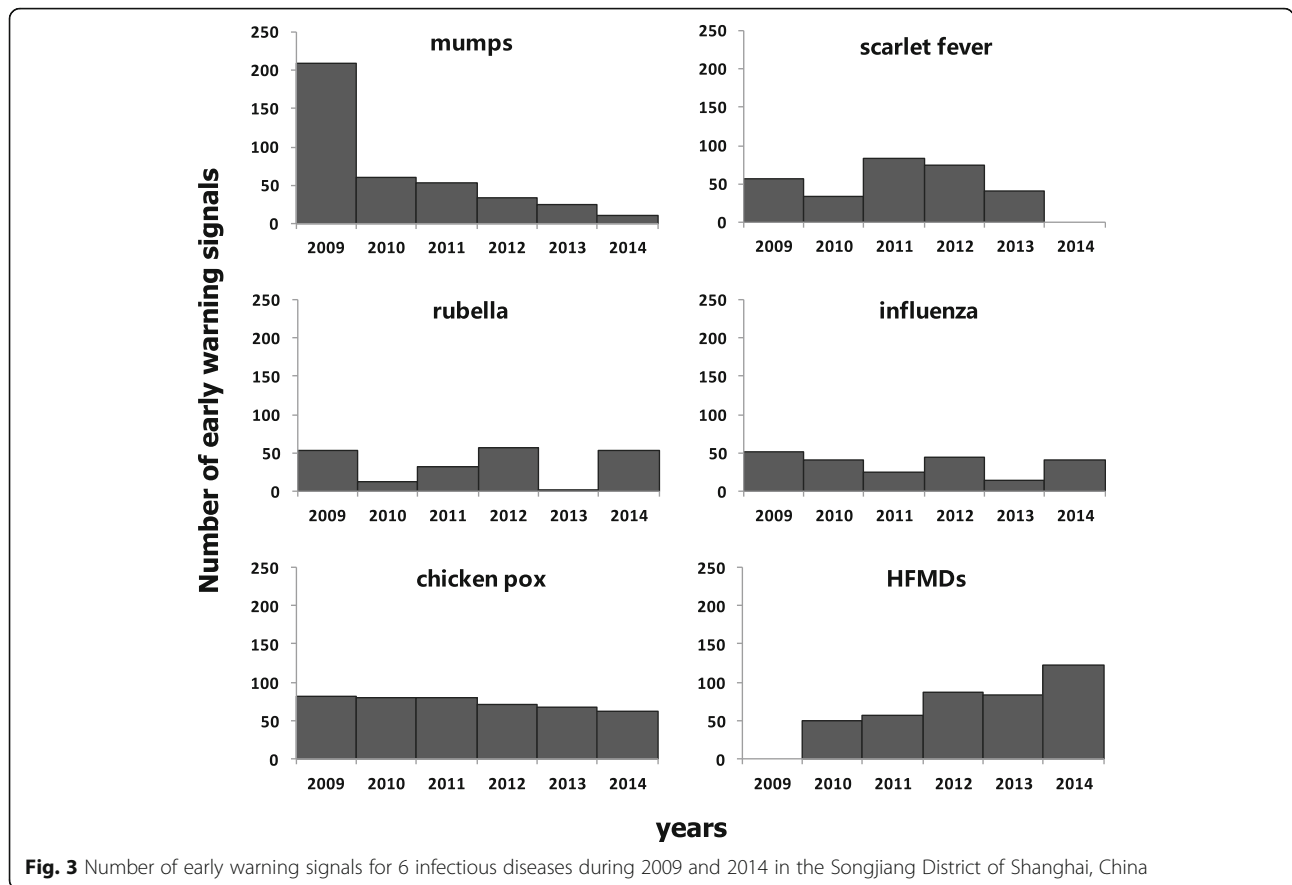 Number of early warning signals
mumps
250
200
150
100
50
0
2009 2010 2011 2012 2013 2014
scarlet fever
250
200
150
100
50
0
2009 2010 2011 2012 2013 2014
rubella
250
200
150
100
50
0
2009 2010 2011 2012 2013 2014
influenza
250
200
150
100
50
0
2009 2010 2011 2012 2013 2014
chicken pox
250
200
150
100
50
0
2009 2010 2011 2012 2013 2014
HFMDs
250
200
150
100
50
0
2009 2010 2011 2012 2013 2014
years
Fig. 3 Number of early warning signals for 6 infectious diseases during 2009 and 2014 in the Songjiang District of Shanghai, China